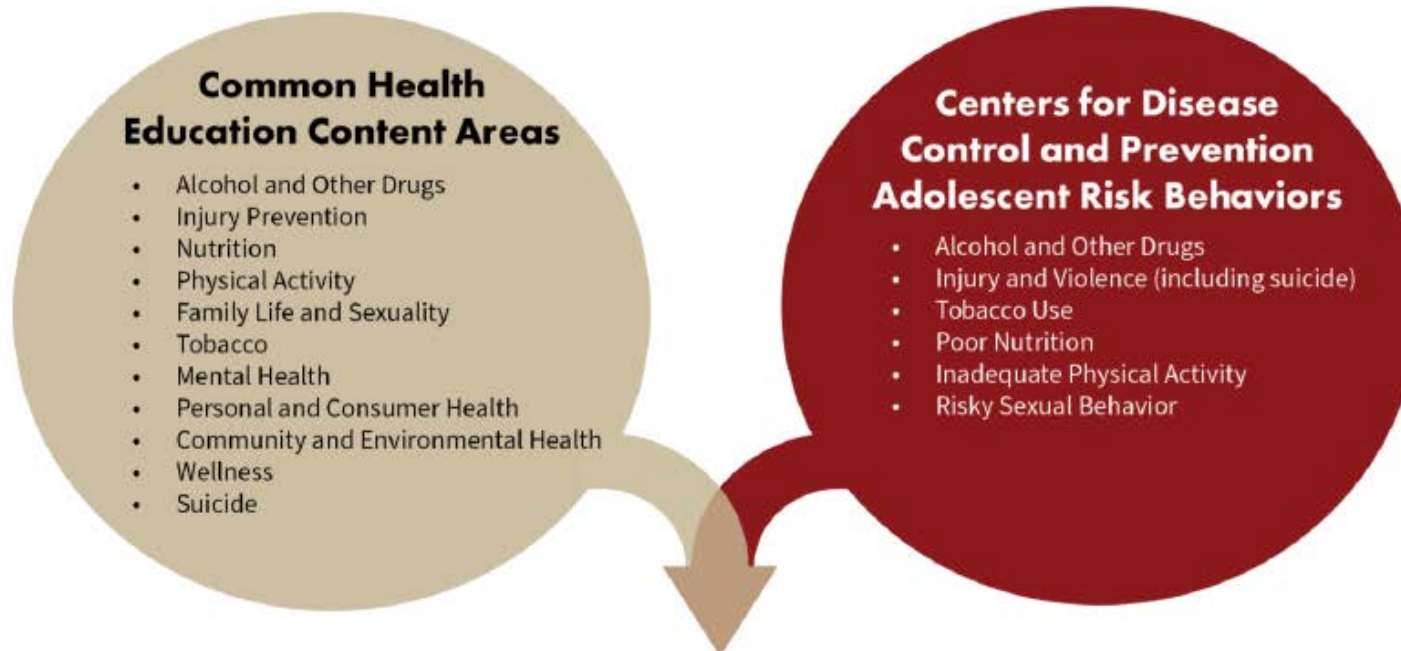 Common Health
Education Content Areas
• Alcohol and Other Drugs
• Injury Prevention
• Nutrition
• Physical Activity
• Family Life and Sexuality
• Tobacco
• Mental Health
• Personal and Consumer Health
• Community and Environmental Health
• Wellness
• Suicide
Centers for Disease
Control and Prevention
Adolescent Risk Behaviors
• Alcohol and Other Drugs
• Injury and Violence (including suicide)
• Tobacco Use
• Poor Nutrition
• Inadequate Physical Activity
• Risky Sexual Behavior